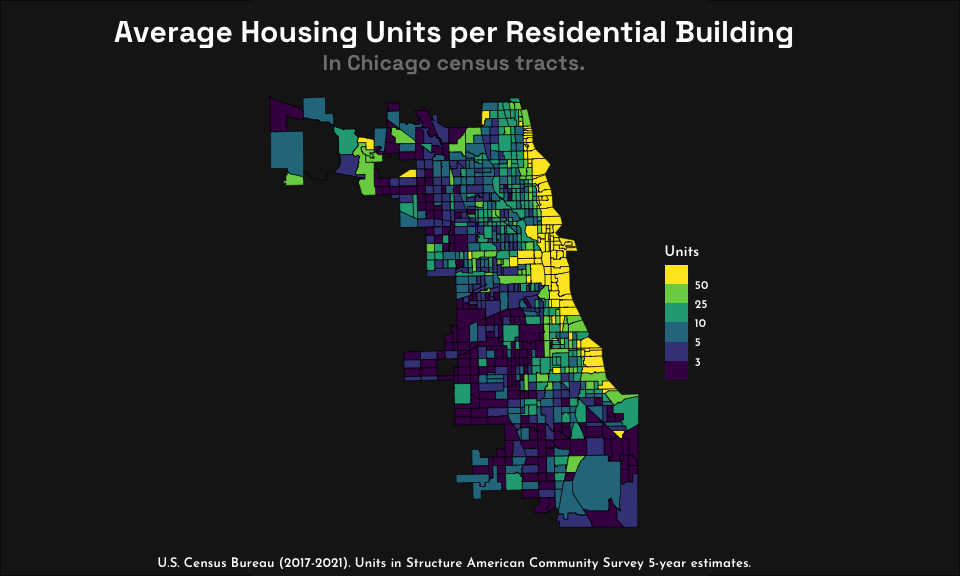 Average Housing Units per Residential Building
In Chicago census tracts.
Units
50
25
10
5
3
U.S. Census Bureau (2017-2021). Units in Structure American Community Survey 5-year estimates.